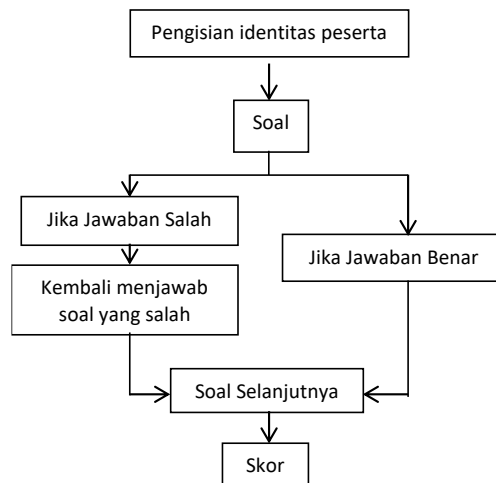 Pengisian identitas peserta
Soal
Jika Jawaban Salah
Jika Jawaban Benar
Kembali menjawab
soal yang salah
Soal Selanjutnya
Skor